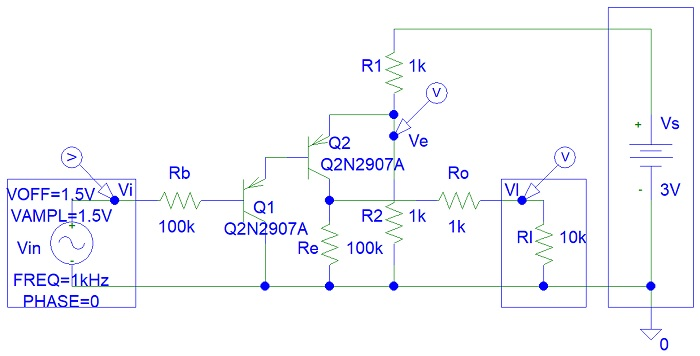 R1 1k
V
Vs
+
Q2
Ve
Q2N2907A
V
V
Rb
Ro
3V
-
VOFF=1.5V
Vi
Vl
VAMPL=1.5V
100k
Q1
R2 1k
1k
Q2N2907A
+
Vin
Re 100k
Rl 10k
-
FREQ=1kHz
PHASE=0
0